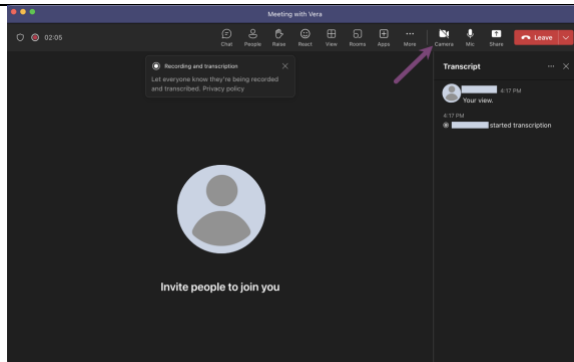 Meeting with Vera
02:05
Chat People Raise React View Rooms Apps More Camera Mic Share Leave
Recording and transcription
Let everyone know they're being recorded
and transcribed. Privacy policy
Transcript
4:17 PM
Your view.
4:17 PM
started transcription
Invite people to join you